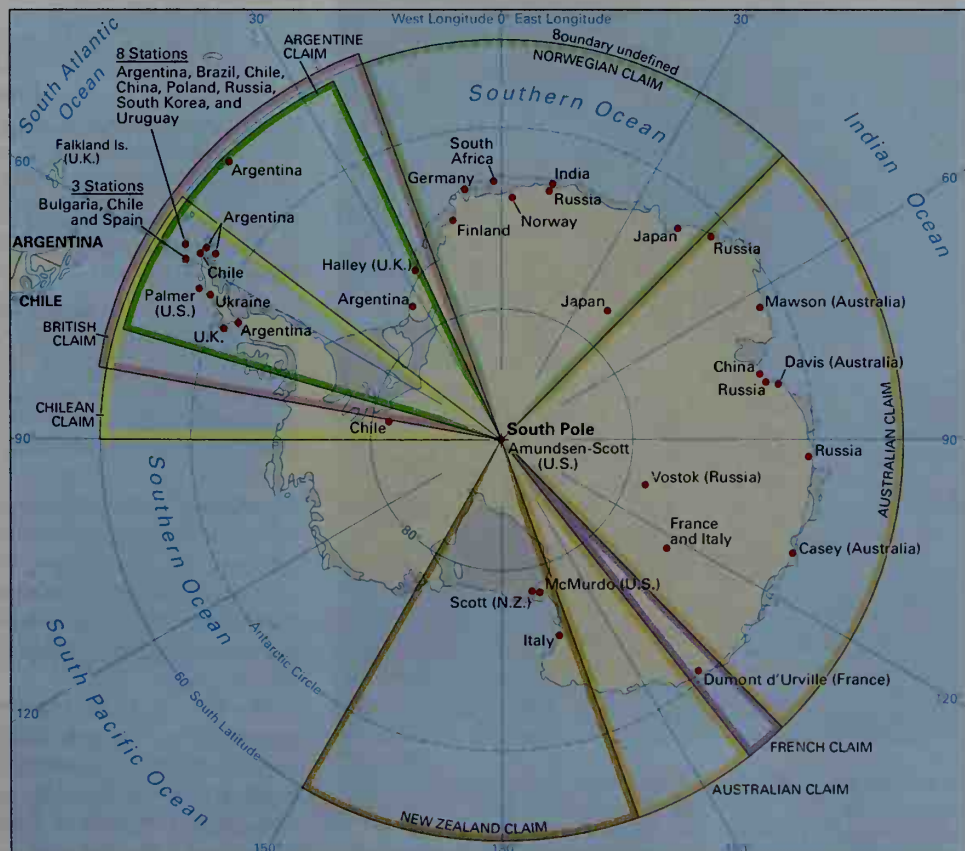 30°
West Longitude 0° East Longitude
30
South Atlantic
Ocean
8 Stations
Argentina, Brazil, Chile,
China, Poland, Russia,
South Korea, and
Uruguay
ARGENTINE
CLAIM
Boundary undefined
NORWEGIAN CLAIM
Southern Ocean
Indian
Ocean
Falkland Is.
(U.K.)
60
60
3 Stations
Bulgaria, Chile
and Spain
Argentina
Argentina
South
Africa
Germany
India
Russia
Norway
Finland
Japan
Russia
ARGENTINA
CHILE
Chile
Halley (U.K.)
Palmer
(U.S.)
Ukraine
Argentina
Japan
Mawson (Australia)
BRITISH
CLAIM
U.K.
Argentina
China
Russia
Davis (Australia)
CHILEAN
CLAIM
Chile
South Pole
Amundsen-Scott
(U.S.)
Russia
90
90
AUSTRALIAN CLAIM
Vostok (Russia)
Southern Ocean
80°
France
and Italy
Casey (Australia)
McMurdo (U.S.)
Scott (N.Z.)
Italy
Antarctic Circle
60 South Latitude
Dumont d'Urville (France)
South Pacific Ocean
120
120
FRENCH CLAIM
AUSTRALIAN CLAIM
NEW ZEALAND CLAIM
150°
180
150